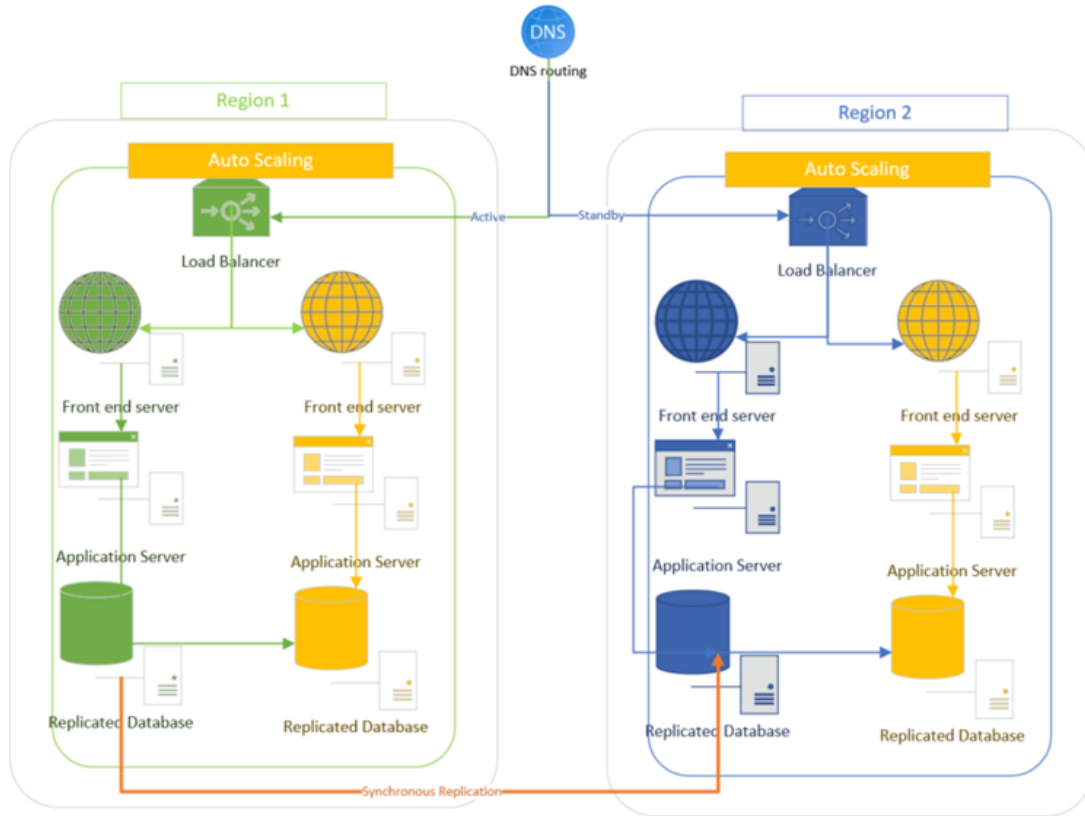 DNS
DNS routing
Region 1
Region 2
Auto Scaling
Auto Scaling
Active
Standby
Load Balancer
Load Balancer
Front end server
Front end server
Front end server
Front end server
Application Server
Application Server
Application Server
Application Server
Replicated Database
Replicated Database
Replicated Database
Replicated Database
Synchronous Replication